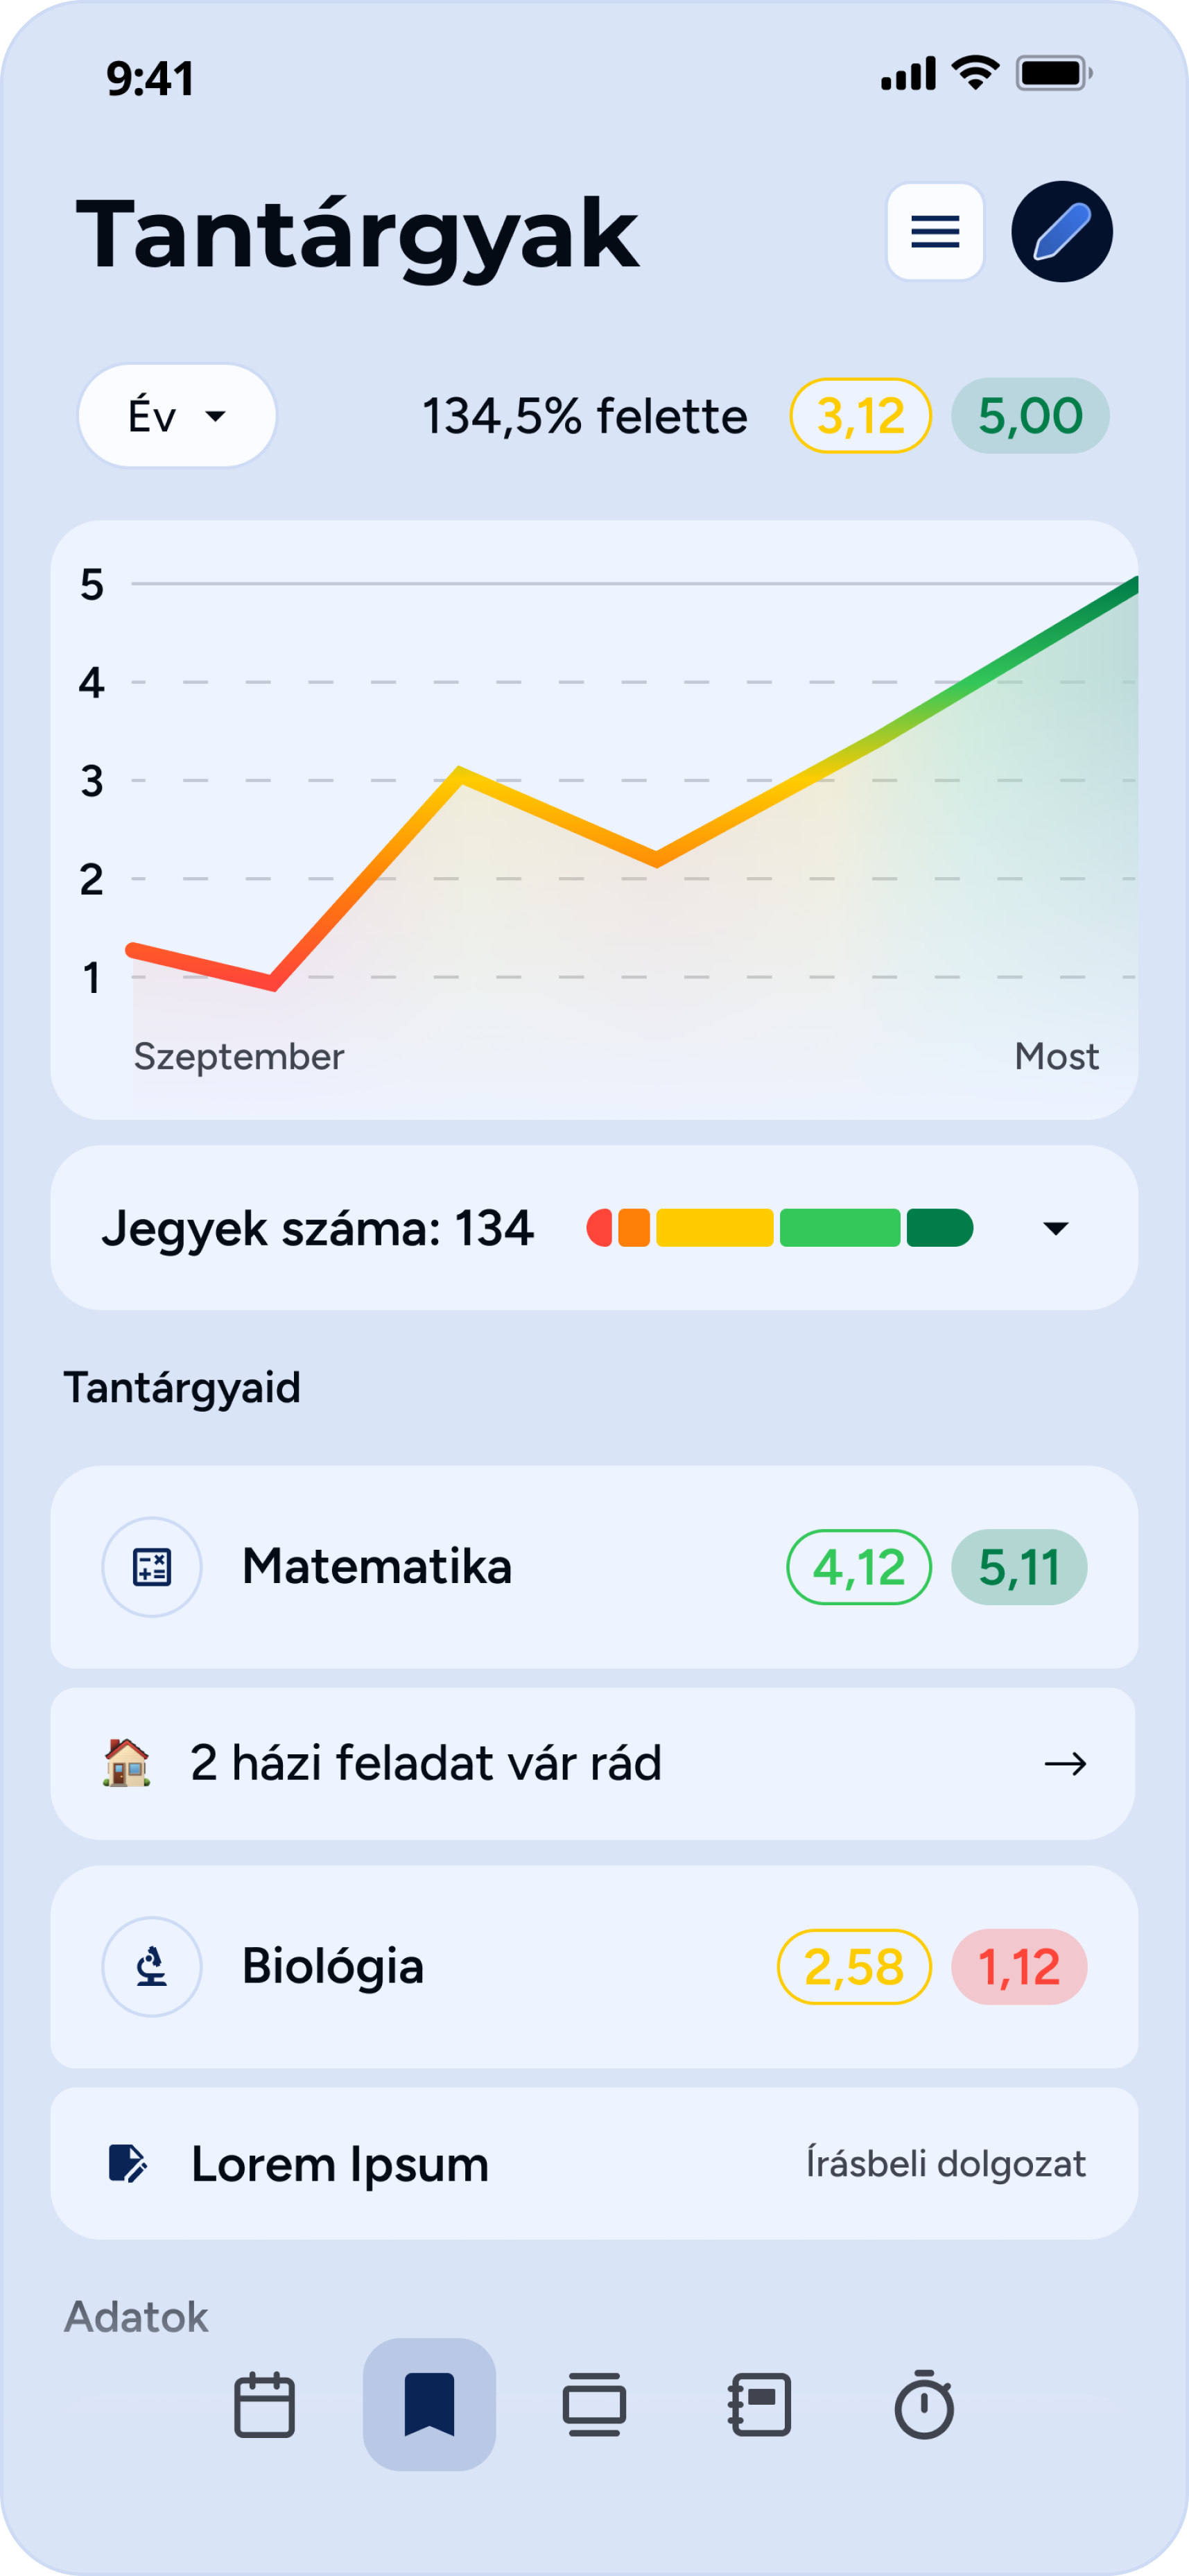 9:41
Tantárgyak
Év
134,5% felette 3,12 5,00
5
4
3
2
1
Szeptember Most
Jegyek száma: 134
Tantárgyaid
Matematika 4,12 5,11
2 házi feladat vár rád
Biológia 2,58 1,12
Lorem Ipsum Írásbeli dolgozat
Adatok